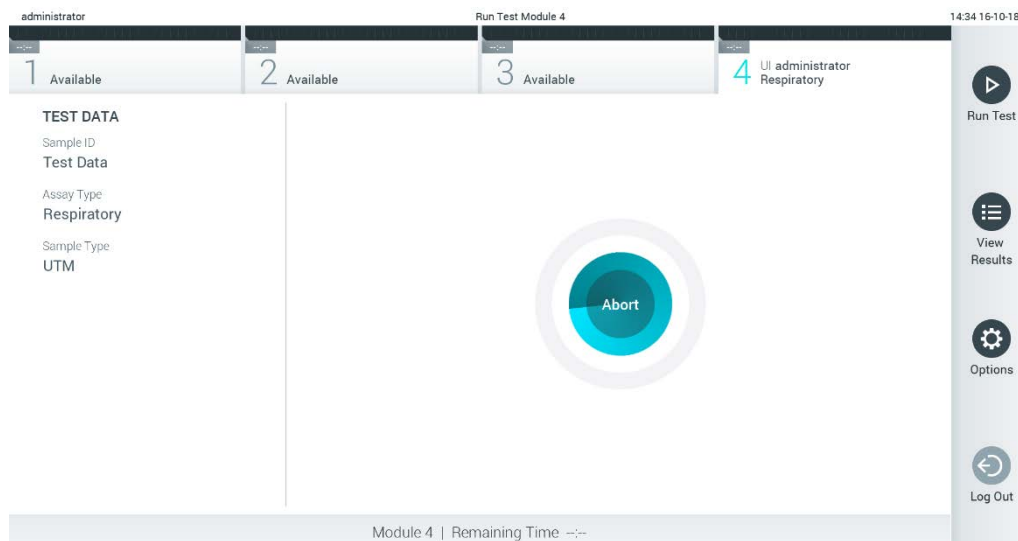 administrator
Run Test Module 4
14:34 16-10-18
--:--
--:--
--:--
--:--
1 Available
2 Available
3 Available
4 UI administrator
Respiratory
TEST DATA
Sample ID
Test Data
Assay Type
Respiratory
Sample Type
UTM
Abort
Run Test
View
Results
Options
Log Out
Module 4 | Remaining Time --:--